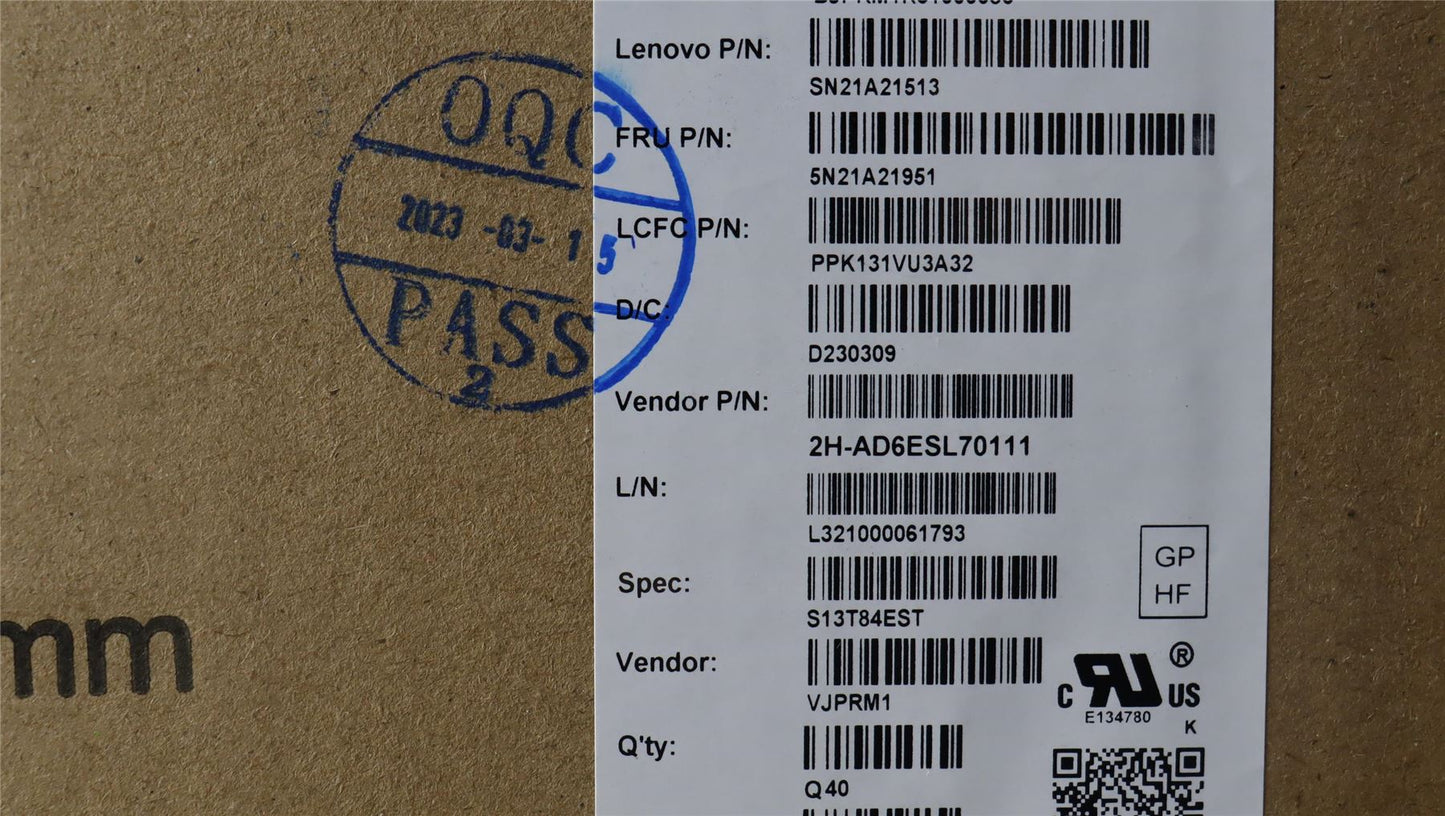 Lenovo P/N:
SN21A21513
FRU P/N:
5N21A21951
LCFC P/N:
PPK131VU3A32
D/C:
D230309
Vendor P/N:
2H-AD6ESL70111
L/N:
L321000061793
Spec:
S13T84EST
Vendor:
VJPRM1
Q'ty:
Q40
GP
HF
C RU US ®
E134780
K
OQC
2023 -03- 15
PASS
2
mm